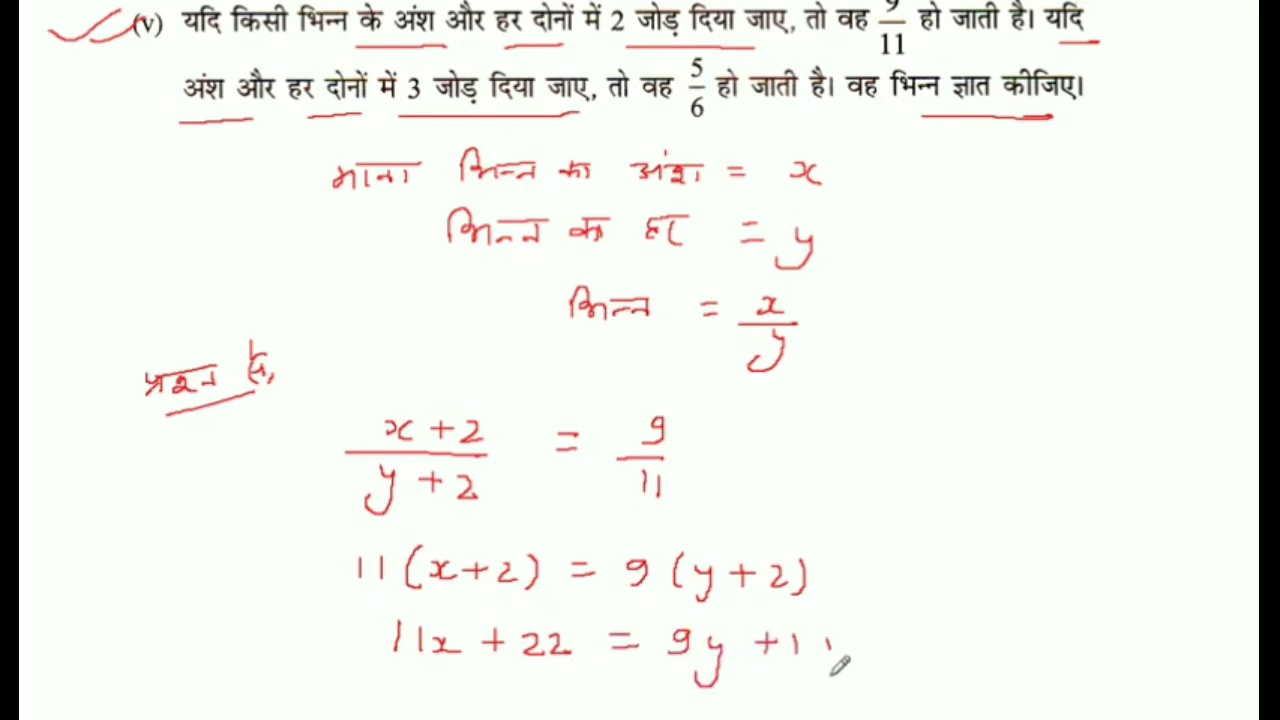 (v) यदि किसी भिन्न के अंश और हर दोनों में 2 जोड़ दिया जाए, तो वह 9/11 हो जाती है। यदि
अंश और हर दोनों में 3 जोड़ दिया जाए, तो वह 5/6 हो जाती है। वह भिन्न ज्ञात कीजिए।
माना भिन्न का अंश = x
भिन्न का हर = y
भिन्न = x/y
प्रश्न से,
(x+2)/(y+2) = 9/11
11(x+2) = 9(y+2)
11x + 22 = 9y + 1